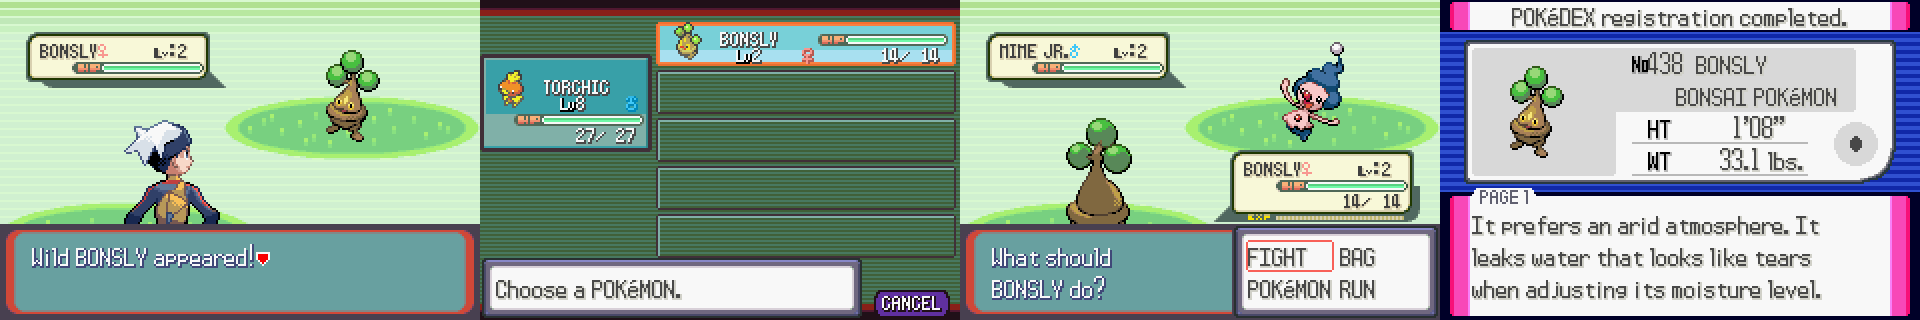 BONSLY♀ Lv:2
Wild BONSLY appeared!
BONSLY
Lv2 ♀ 14/ 14
TORCHIC
Lv8 ♂
27/ 27
Choose a POKéMON.
CANCEL
MIME JR.♂ Lv:2
BONSLY♀ Lv:2
14/ 14
EXP
What should
BONSLY do?
FIGHT BAG
POKéMON RUN
POKéDEX registration completed.
No438 BONSLY
BONSAI POKéMON
HT 1'08"
WT 33.1 lbs.
PAGE 1
It prefers an arid atmosphere. It
leaks water that looks like tears
when adjusting its moisture level.